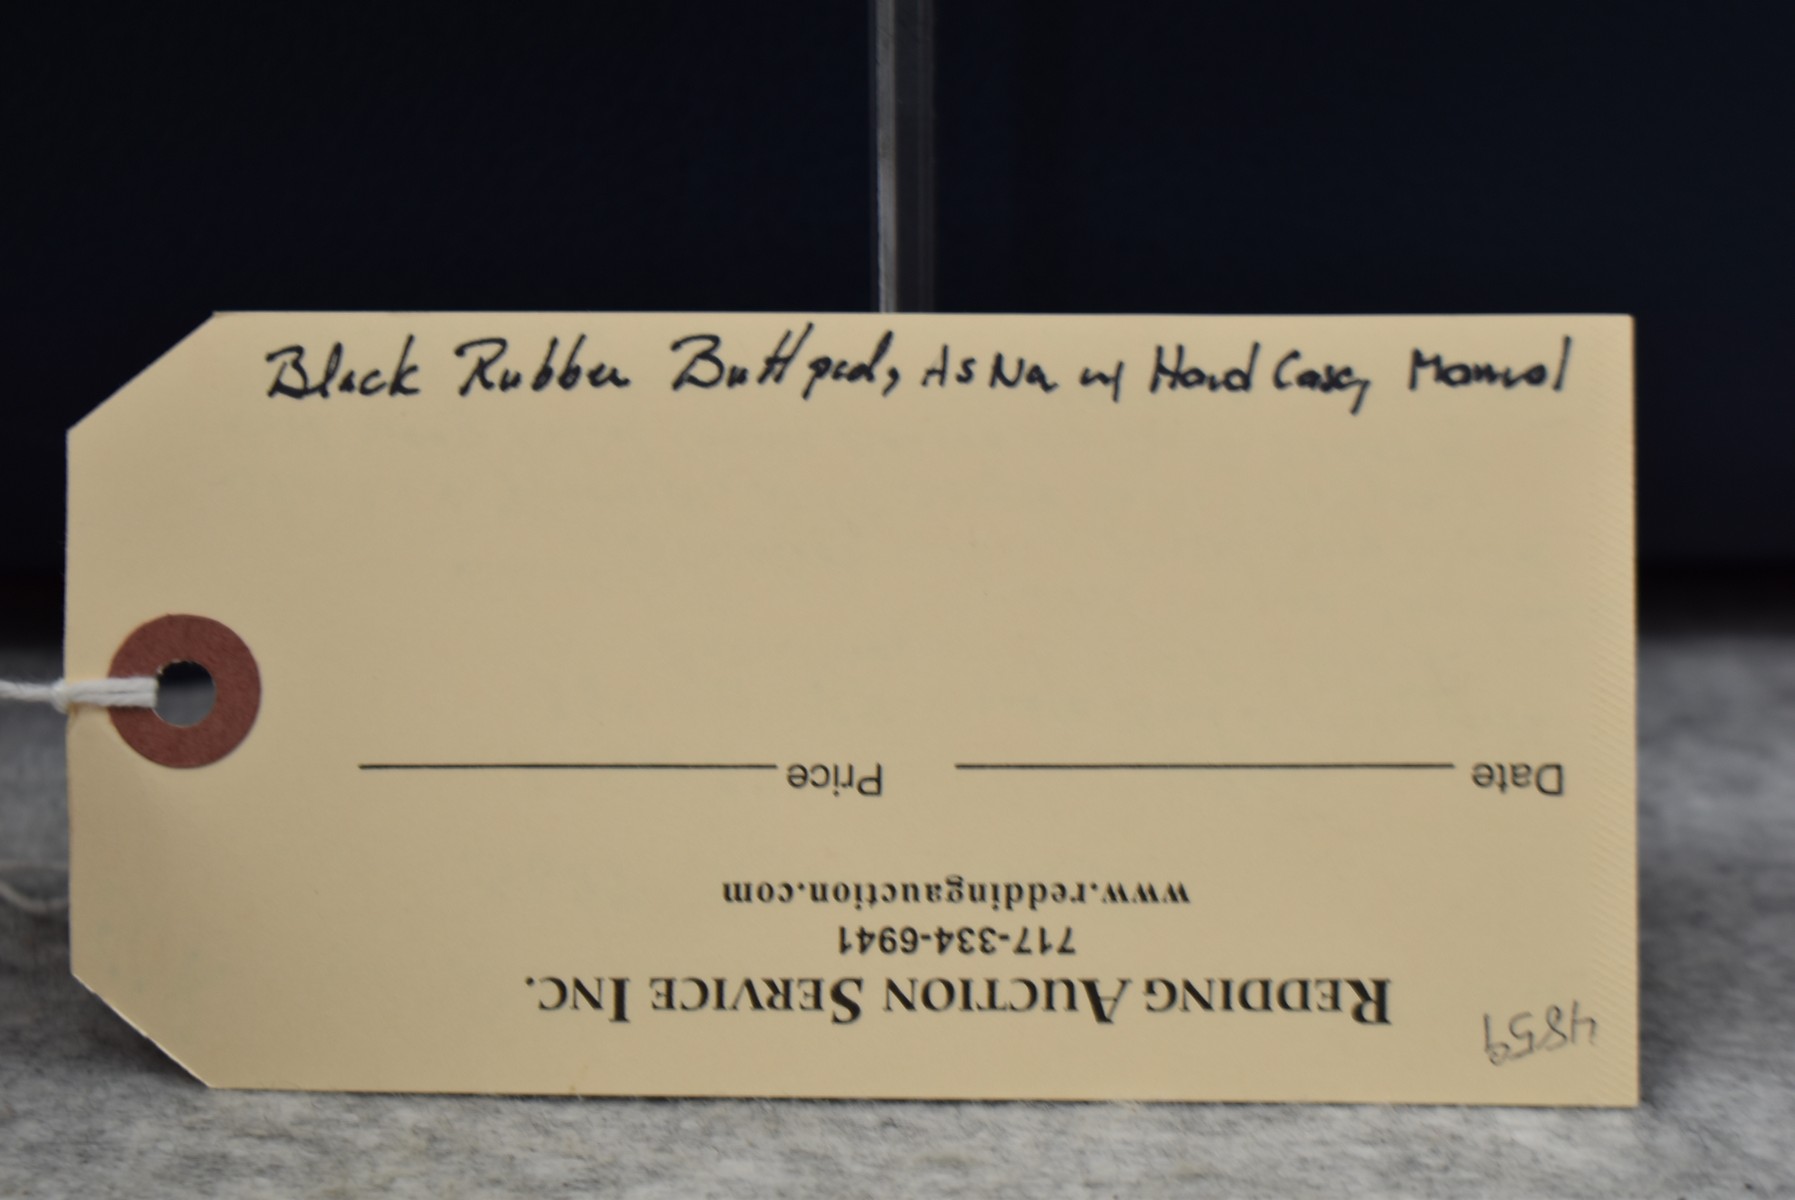 Black Rubber Buttpad, As New w/ Hard Case, Manual
4859
REDDING AUCTION SERVICE INC.
717-334-6941
www.reddingauction.com
Date Price